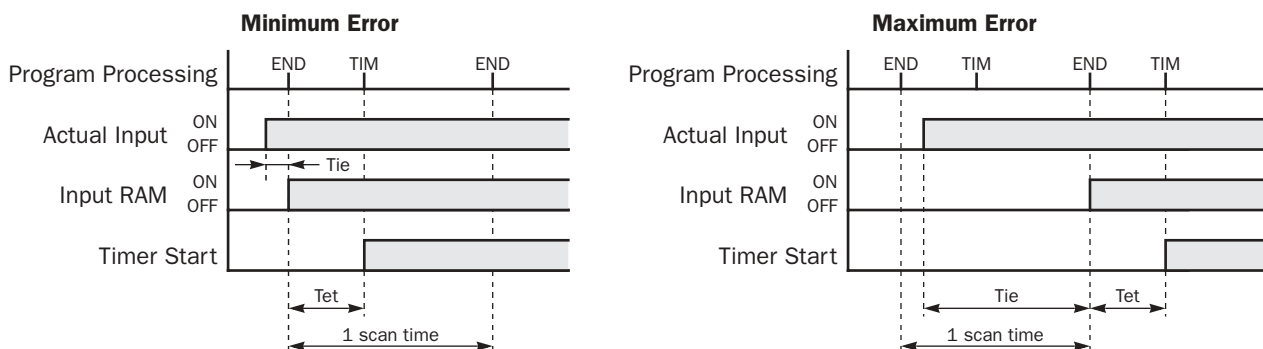 Minimum Error
Program Processing
END TIM END
Actual Input
ON
OFF
Tie
Input RAM
ON
OFF
Timer Start
Tet
1 scan time
Maximum Error
Program Processing
END TIM END TIM
Actual Input
ON
OFF
Input RAM
ON
OFF
Timer Start
Tie Tet
1 scan time